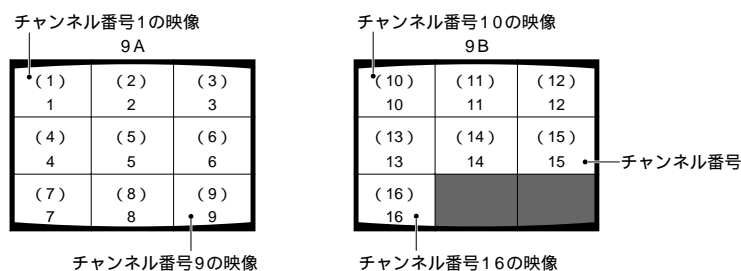 チャンネル番号1の映像
9A
(1) (2) (3)
1 2 3
(4) (5) (6)
4 5 6
(7) (8) (9)
7 8 9
チャンネル番号9の映像
チャンネル番号10の映像
9B
(10) (11) (12)
10 11 12
(13) (14) (15)
13 14 15
チャンネル番号
(16)
16
チャンネル番号16の映像